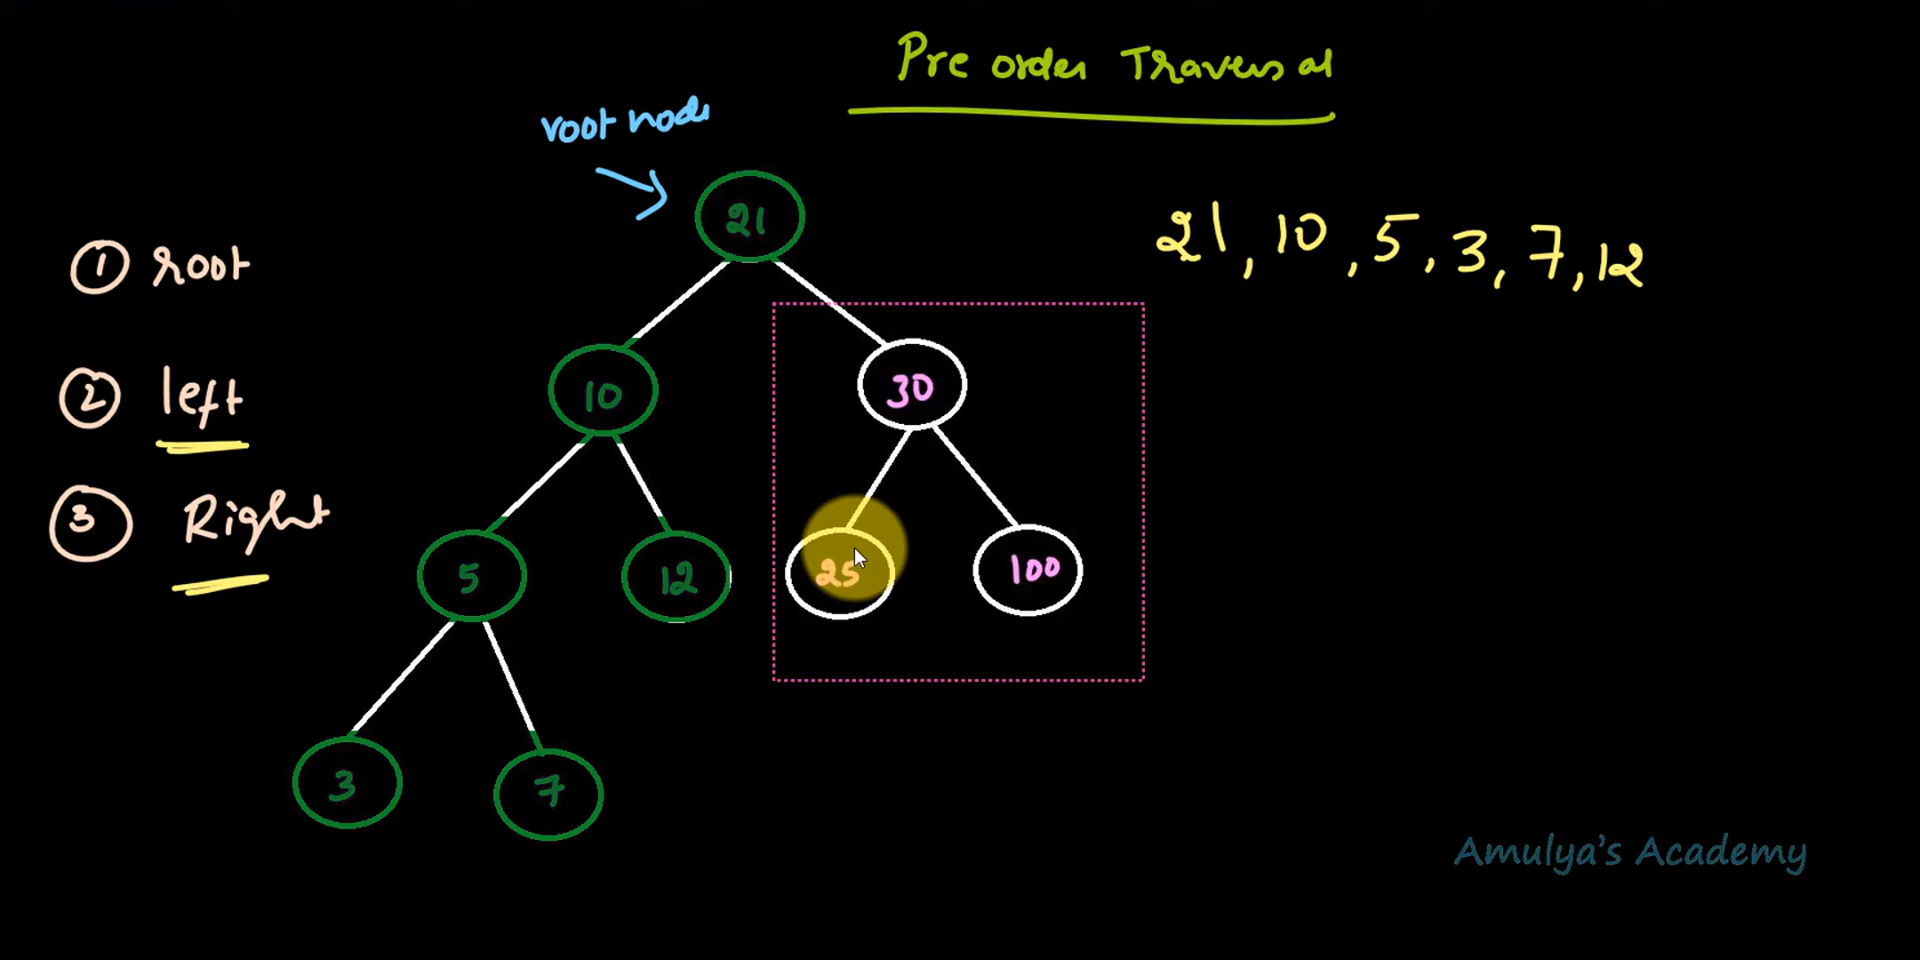 Pre order Traversal
root node
21
21, 10, 5, 3, 7, 12
① root
10
30
② left
③ Right
5
12
25
100
3
7
Amulya's Academy